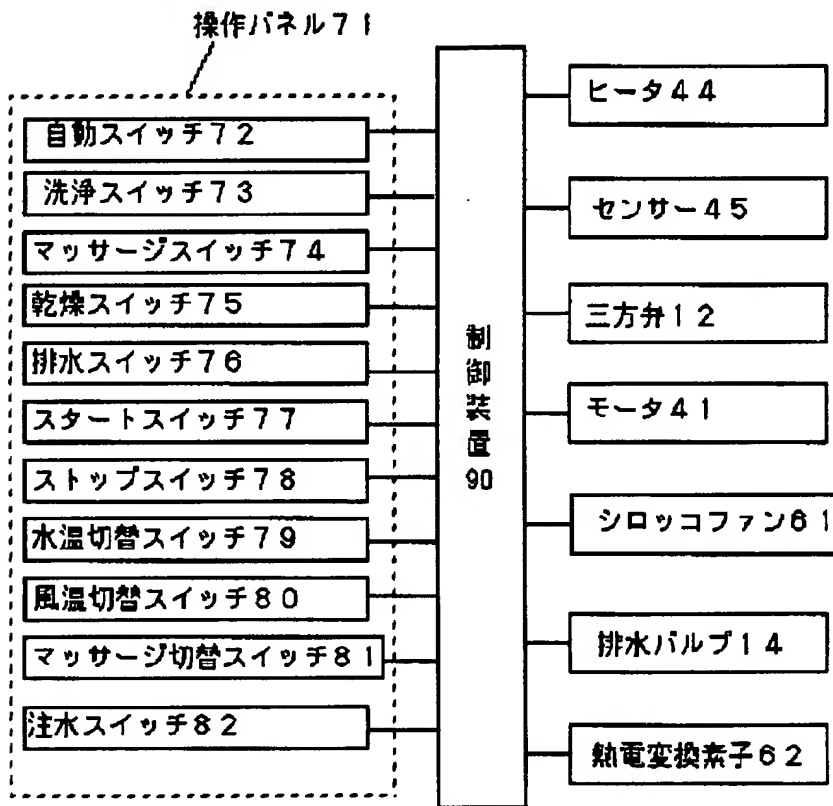 操作パネル７１
自動スイッチ７２
洗浄スイッチ７３
マッサージスイッチ７４
乾燥スイッチ７５
排水スイッチ７６
スタートスイッチ７７
ストップスイッチ７８
水温切替スイッチ７９
風温切替スイッチ８０
マッサージ切替スイッチ８１
注水スイッチ８２
制御装置90
ヒータ４４
センサー４５
三方弁１２
モータ４１
シロッコファン６１
排水バルブ１４
熱電変換素子６２